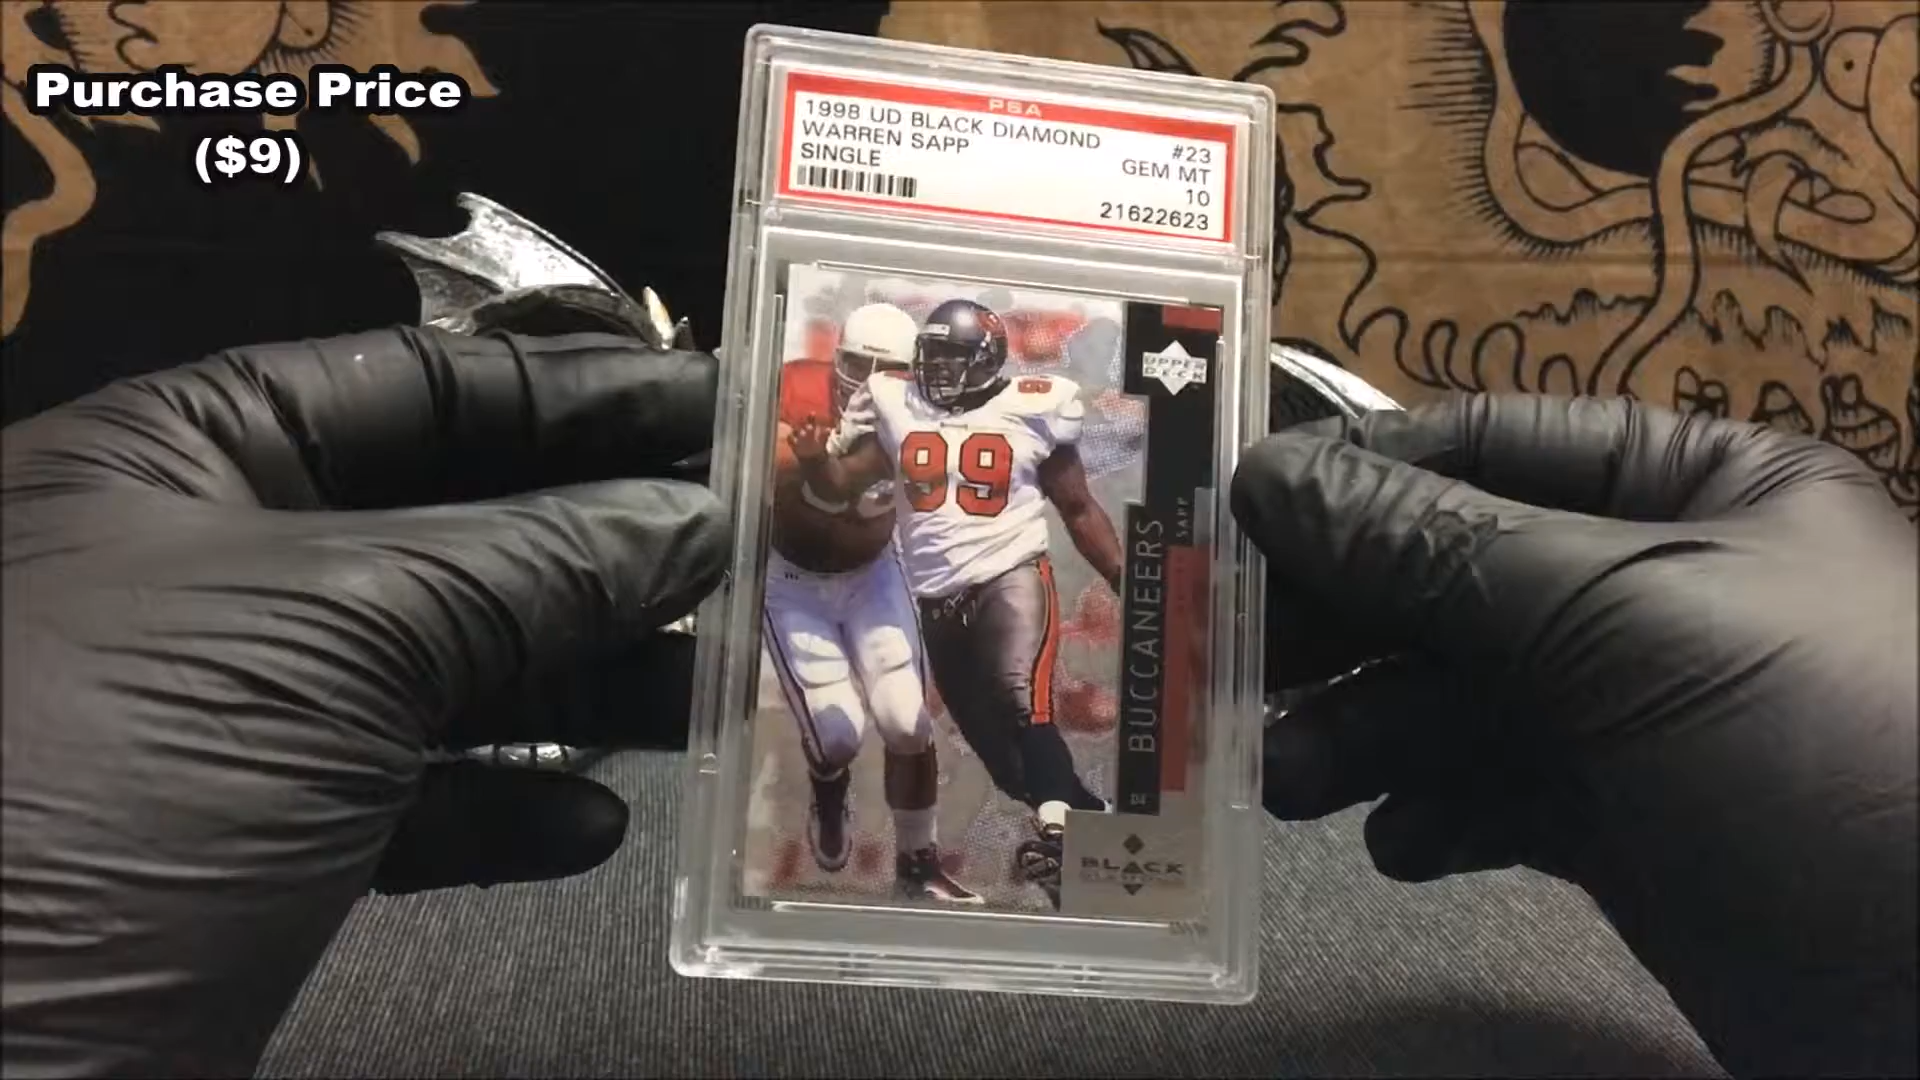 Purchase Price
($9)
PSA
1998 UD BLACK DIAMOND
WARREN SAPP
SINGLE
#23
GEM MT
10
21622623
UPPER
DECK
99
BUCCANEERS
SAPP
DT
BLACK